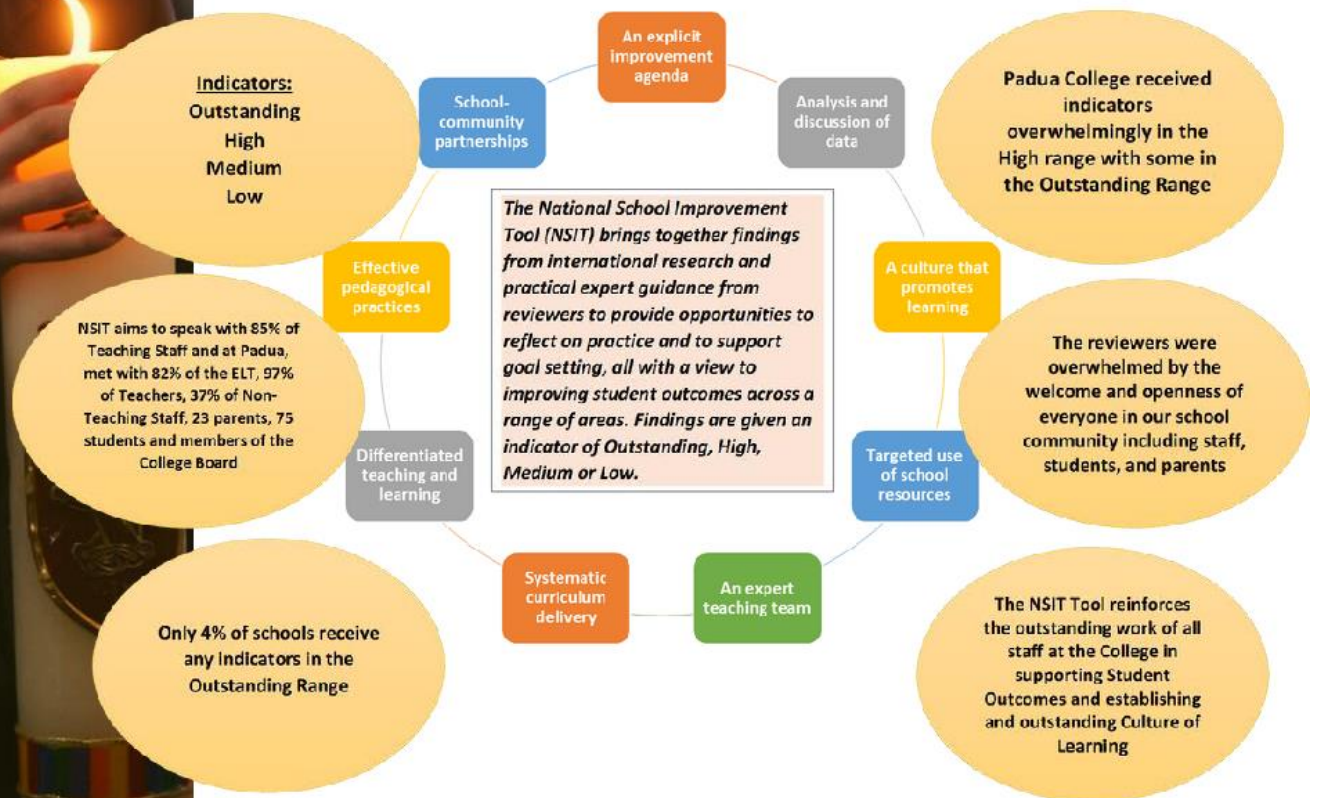 Indicators:
Outstanding
High
Medium
Low
School-
community
partnerships
An explicit
improvement
agenda
Analysis and
discussion of
data
Padua College received
indicators
overwhelmingly in the
High range with some in
the Outstanding Range
The National School Improvement
Tool (NSIT) brings together findings
from international research and
practical expert guidance from
reviewers to provide opportunities to
reflect on practice and to support
goal setting, all with a view to
improving student outcomes across a
range of areas. Findings are given an
indicator of Outstanding, High,
Medium or Low.
Effective
pedagogical
practices
A culture that
promotes
learning
NSIT aims to speak with 85% of
Teaching Staff and at Padua,
met with 82% of the ELT, 97%
of Teachers, 37% of Non-
Teaching Staff, 23 parents, 75
students and members of the
College Board
The reviewers were
overwhelmed by the
welcome and openness of
everyone in our school
community including staff,
students, and parents
Differentiated
teaching and
learning
Targeted use
of school
resources
Systematic
curriculum
delivery
An expert
teaching team
Only 4% of schools receive
any indicators in the
Outstanding Range
The NSIT Tool reinforces
the outstanding work of all
staff at the College in
supporting Student
Outcomes and establishing
and outstanding Culture of
Learning